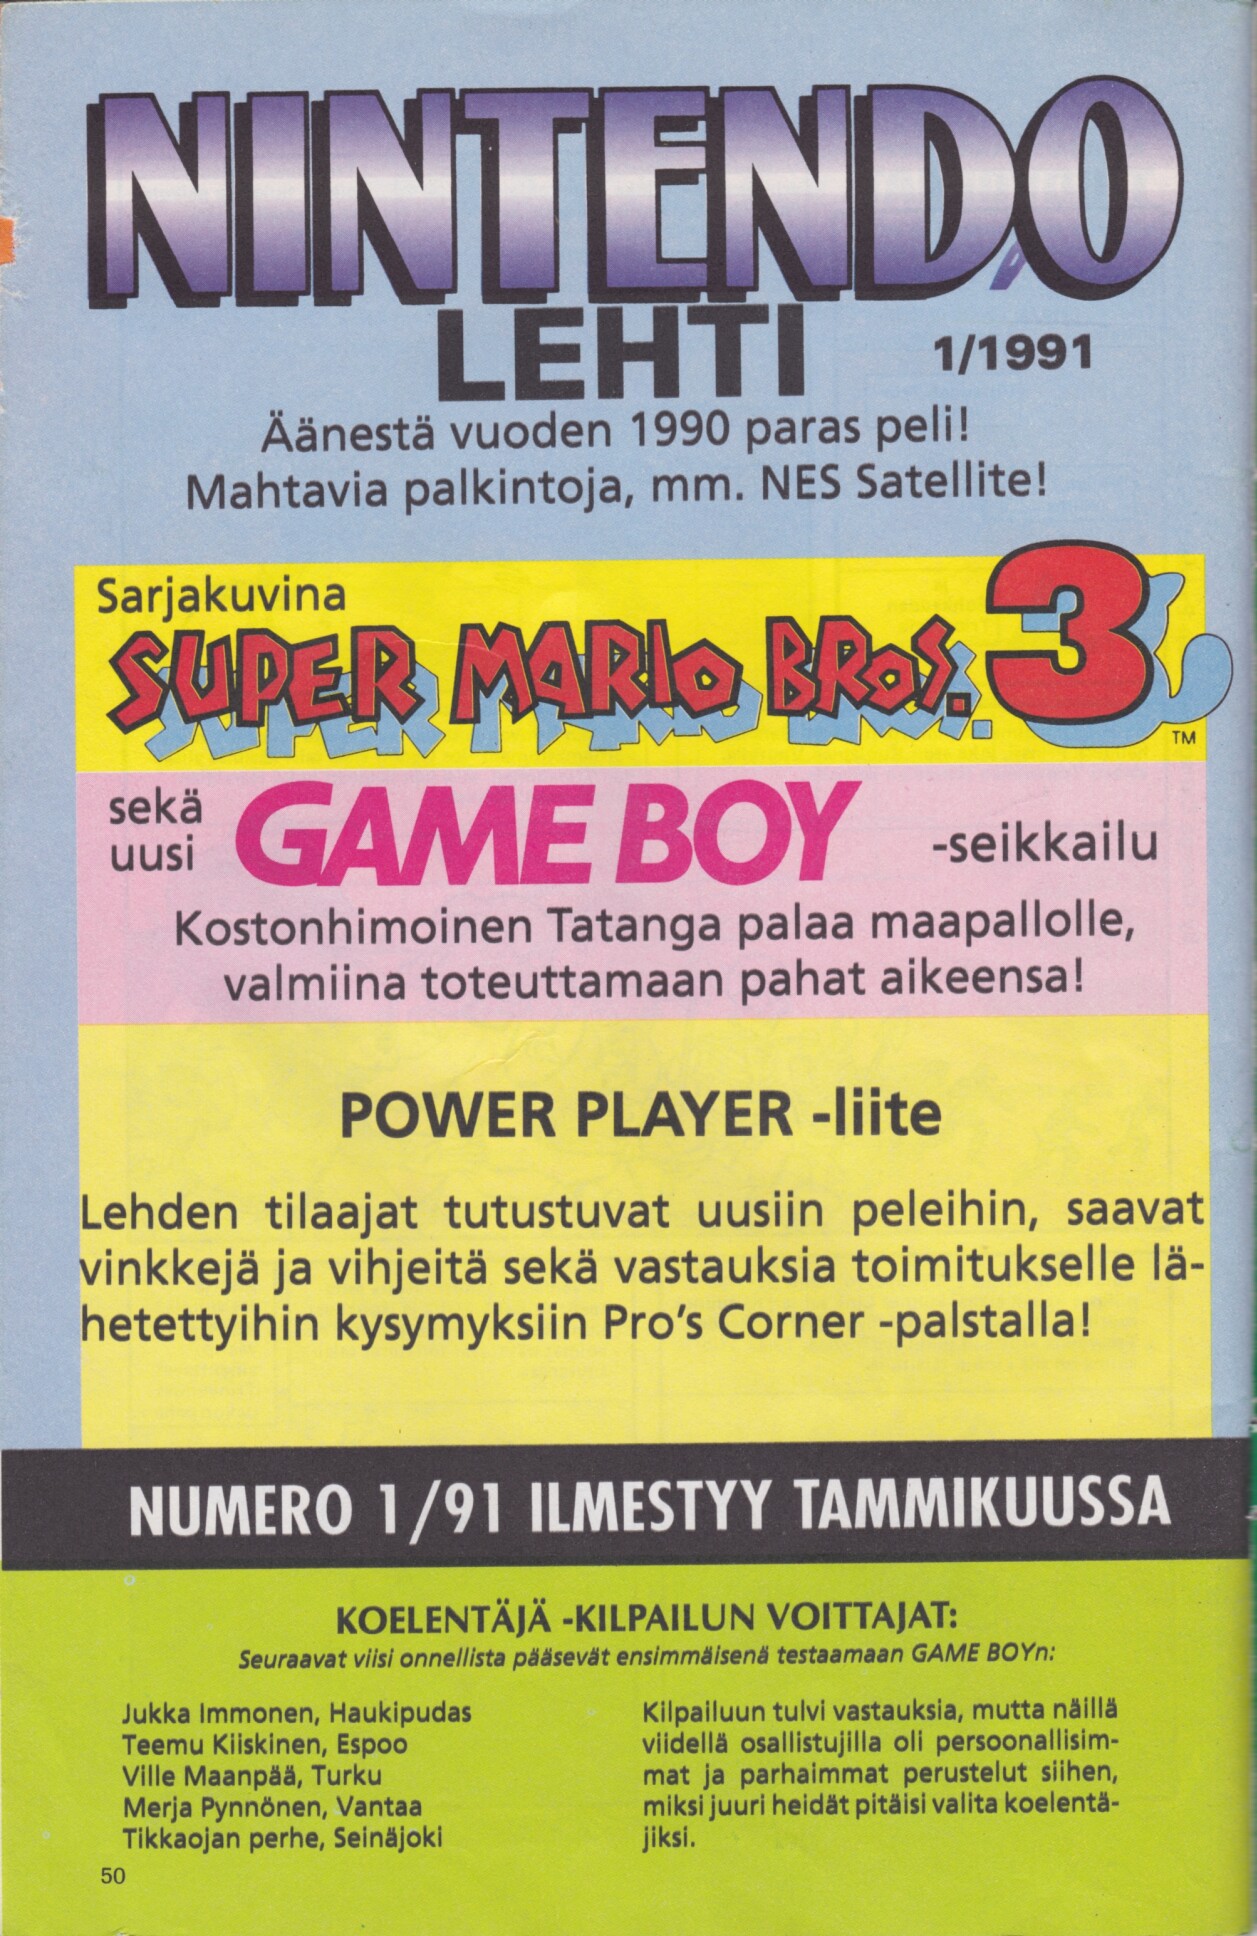 NINTENDO
LEHTI 1/1991
Äänestä vuoden 1990 paras peli!
Mahtavia palkintoja, mm. NES Satellite!
Sarjakuvina
SUPER MARIO BROS. 3
TM
sekä
uusi GAME BOY -seikkailu
Kostonhimoinen Tatanga palaa maapallolle,
valmiina toteuttamaan pahat aikeensa!
POWER PLAYER -liite
Lehden tilaajat tutustuvat uusiin peleihin, saavat
vinkkejä ja vihjeitä sekä vastauksia toimitukselle lä-
hetettyihin kysymyksiin Pro's Corner -palstalla!
NUMERO 1/91 ILMESTYY TAMMIKUUSSA
KOELENTÄJÄ -KILPAILUN VOITTAJAT:
Seuraavat viisi onnellista pääsevät ensimmäisenä testaamaan GAME BOYn:
Jukka Immonen, Haukipudas
Teemu Kiiskinen, Espoo
Ville Maanpää, Turku
Merja Pynnönen, Vantaa
Tikkaojan perhe, Seinäjoki
Kilpailuun tulvi vastauksia, mutta näillä
viidellä osallistujilla oli persoonallisim-
mat ja parhaimmat perustelut siihen,
miksi juuri heidät pitäisi valita koelentä-
jiksi.
50